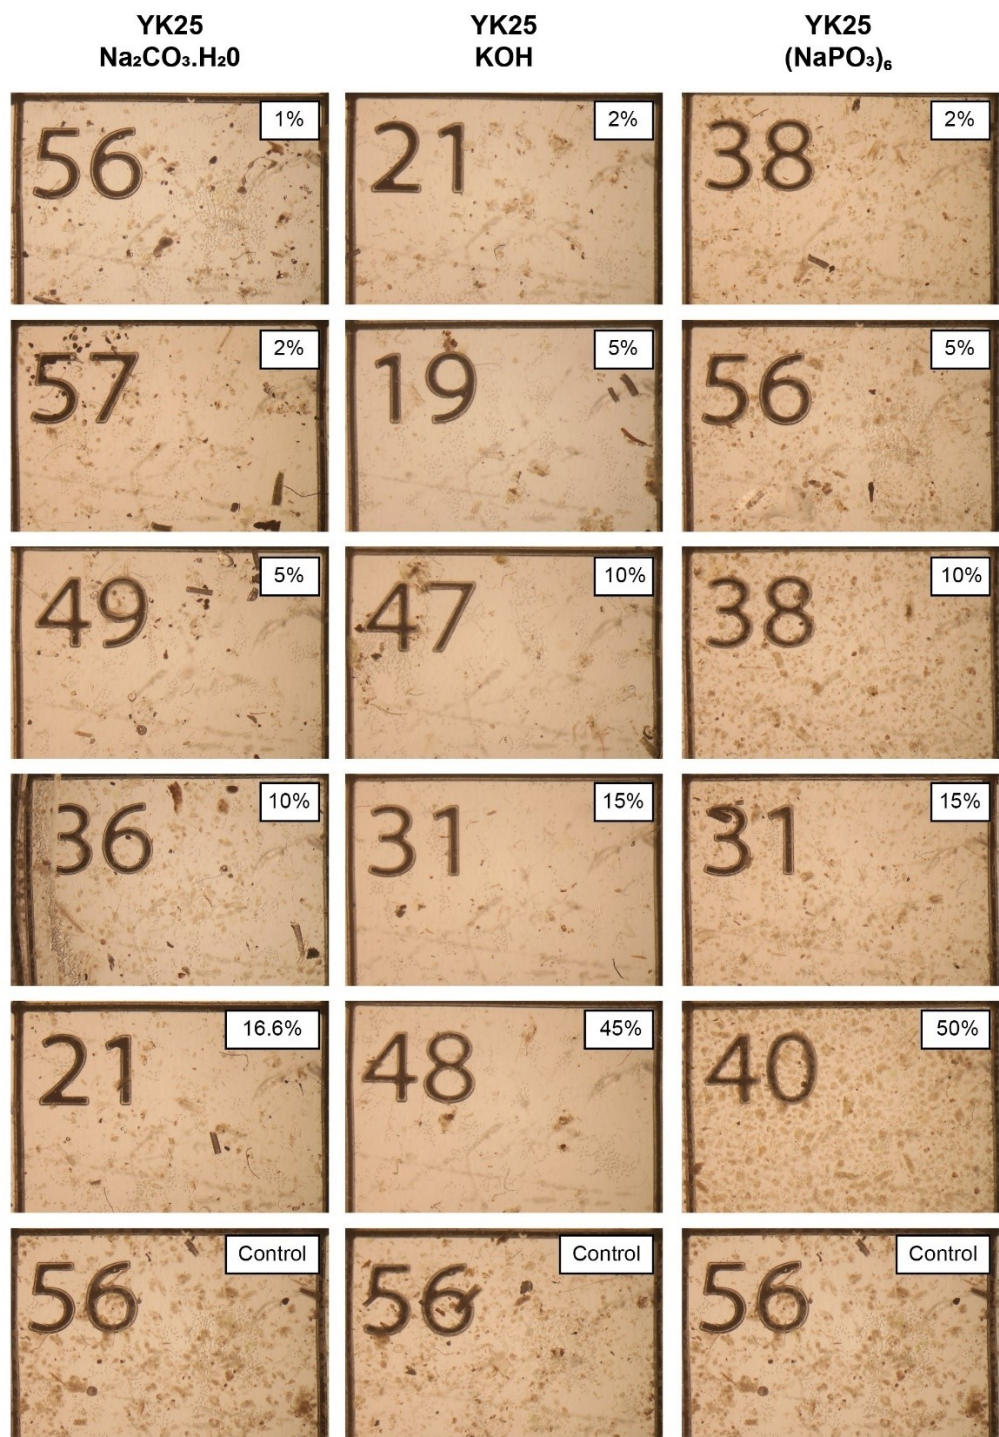 YK25 YK25 YK25
Na₂CO₃.H₂0 KOH (NaPO₃)₆
56 1% 21 2% 38 2%
57 2% 19 5% 56 5%
49 5% 47 10% 38 10%
36 10% 31 15% 31 15%
21 16.6% 48 45% 40 50%
56 Control 56 Control 56 Control